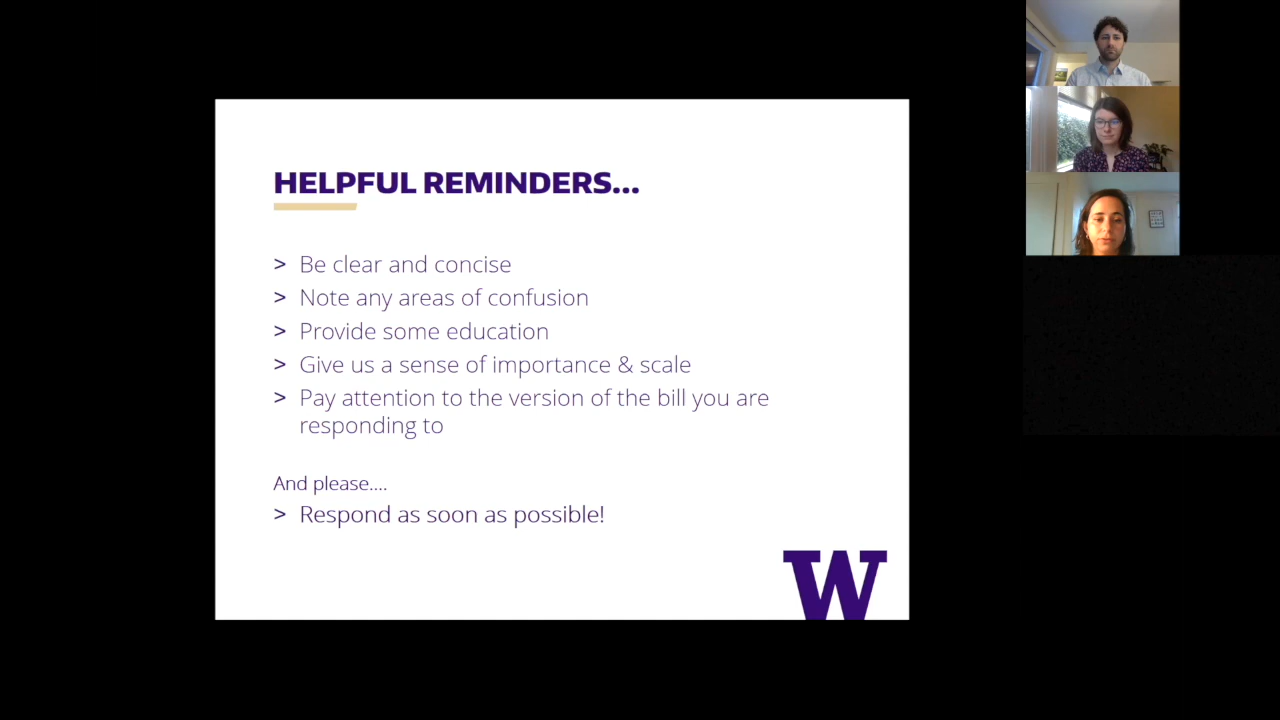 HELPFUL REMINDERS...
> Be clear and concise
> Note any areas of confusion
> Provide some education
> Give us a sense of importance & scale
> Pay attention to the version of the bill you are
responding to
And please....
> Respond as soon as possible!
W